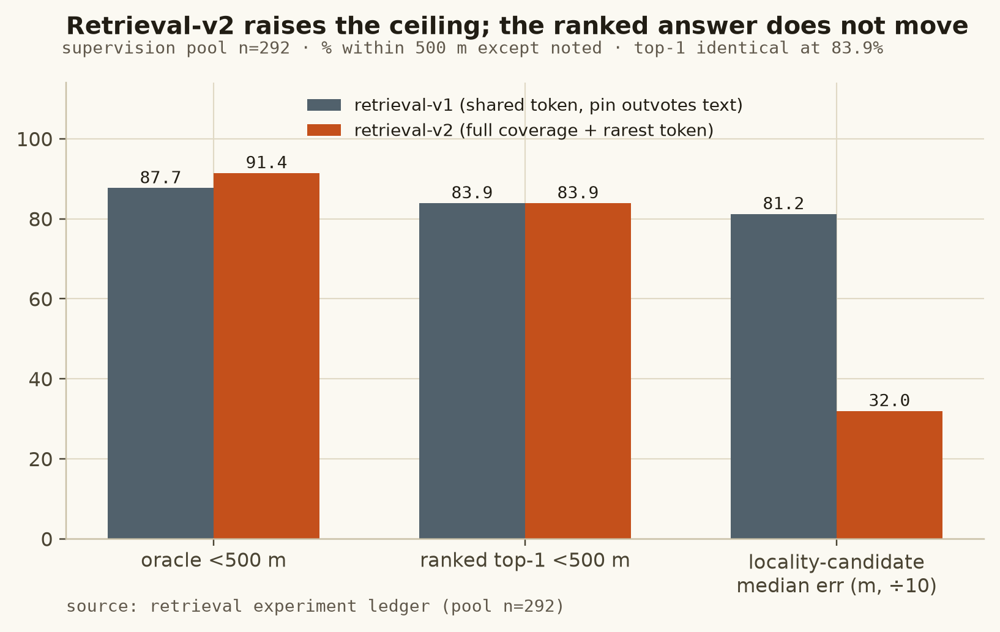 Retrieval-v2 raises the ceiling; the ranked answer does not move
supervision pool n=292 · % within 500 m except noted · top-1 identical at 83.9%
retrieval-v1 (shared token, pin outvotes text)
retrieval-v2 (full coverage + rarest token)
100
80
60
40
20
0
87.7
91.4
83.9
83.9
81.2
32.0
oracle <500 m
ranked top-1 <500 m
locality-candidate
median err (m, ÷10)
source: retrieval experiment ledger (pool n=292)